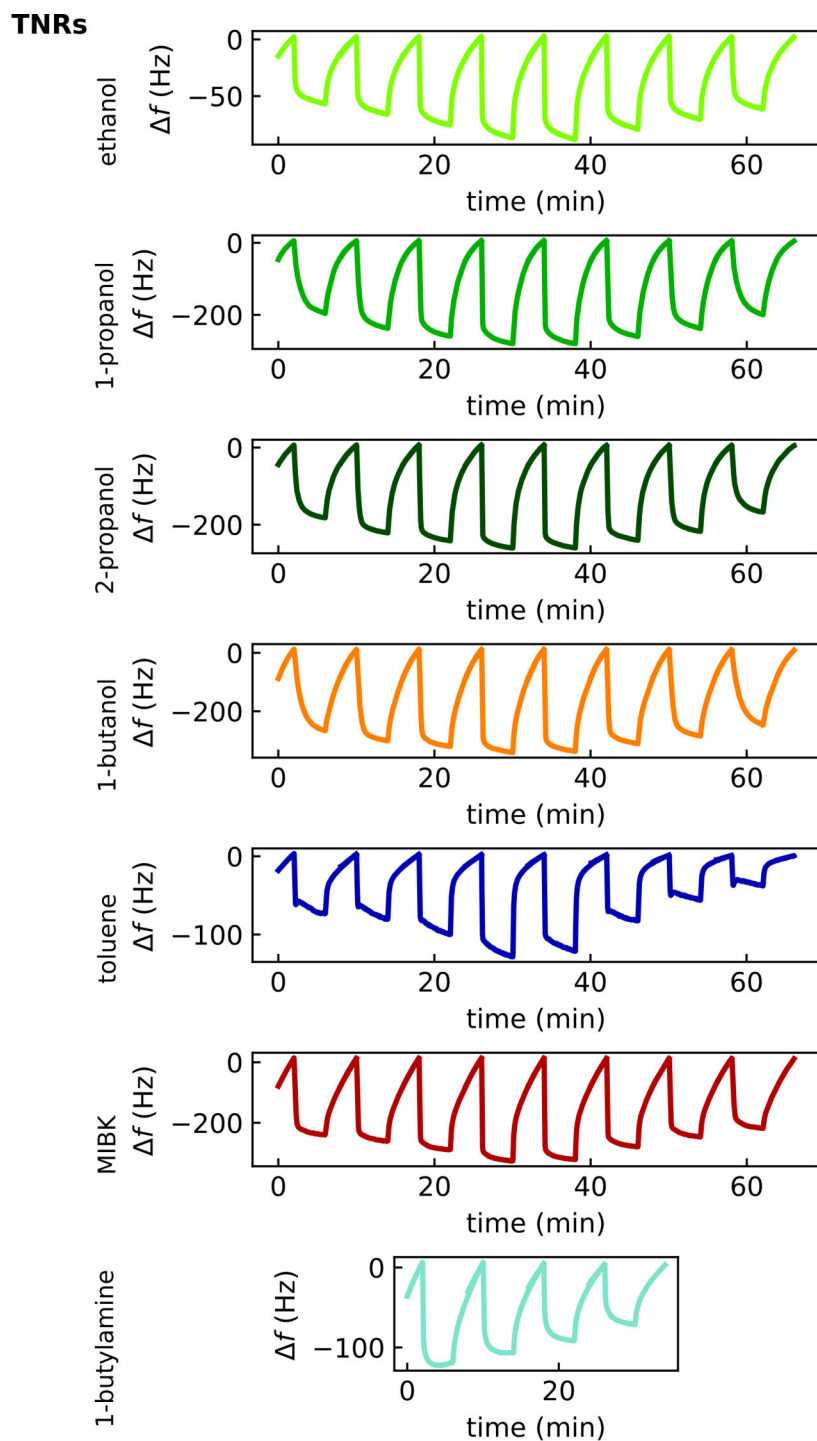 TNRs
ethanol
Δf (Hz)
0
−50
0 20 40 60
time (min)
1-propanol
Δf (Hz)
0
−200
0 20 40 60
time (min)
2-propanol
Δf (Hz)
0
−200
0 20 40 60
time (min)
1-butanol
Δf (Hz)
0
−200
0 20 40 60
time (min)
toluene
Δf (Hz)
0
−100
0 20 40 60
time (min)
MIBK
Δf (Hz)
0
−200
0 20 40 60
time (min)
1-butylamine
Δf (Hz)
0
−100
0 20
time (min)